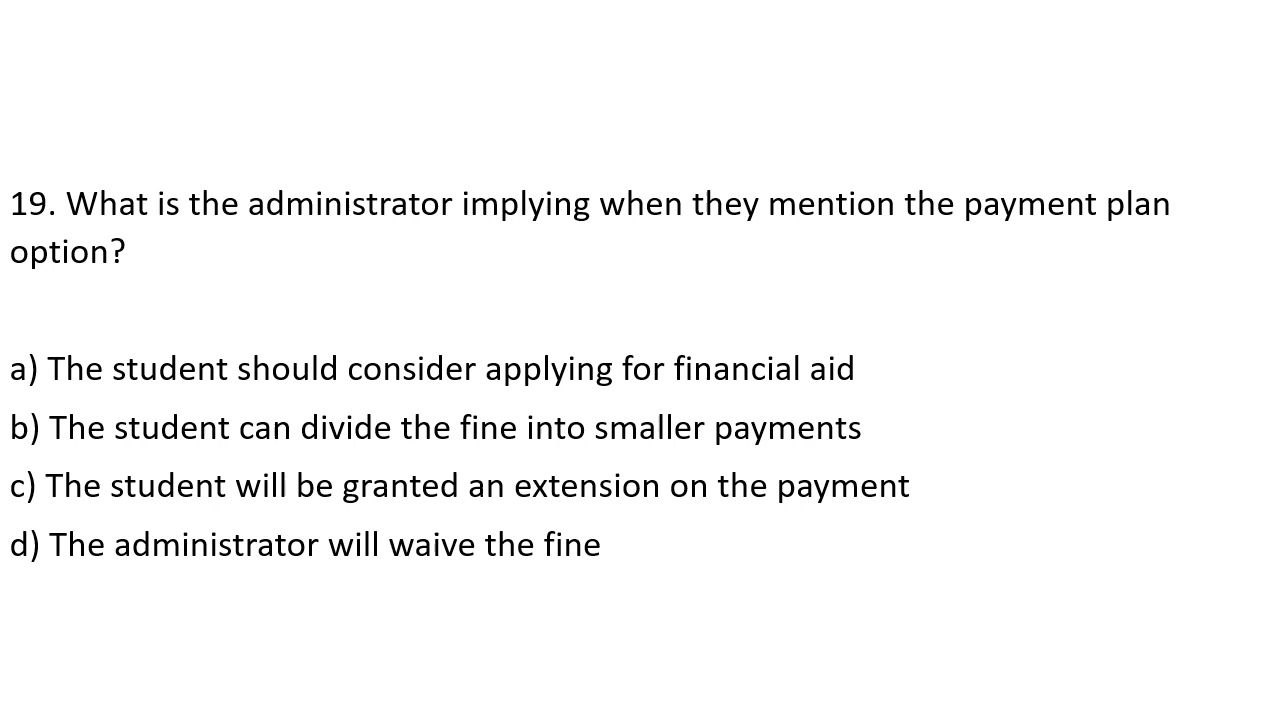 19. What is the administrator implying when they mention the payment plan
option?
a) The student should consider applying for financial aid
b) The student can divide the fine into smaller payments
c) The student will be granted an extension on the payment
d) The administrator will waive the fine